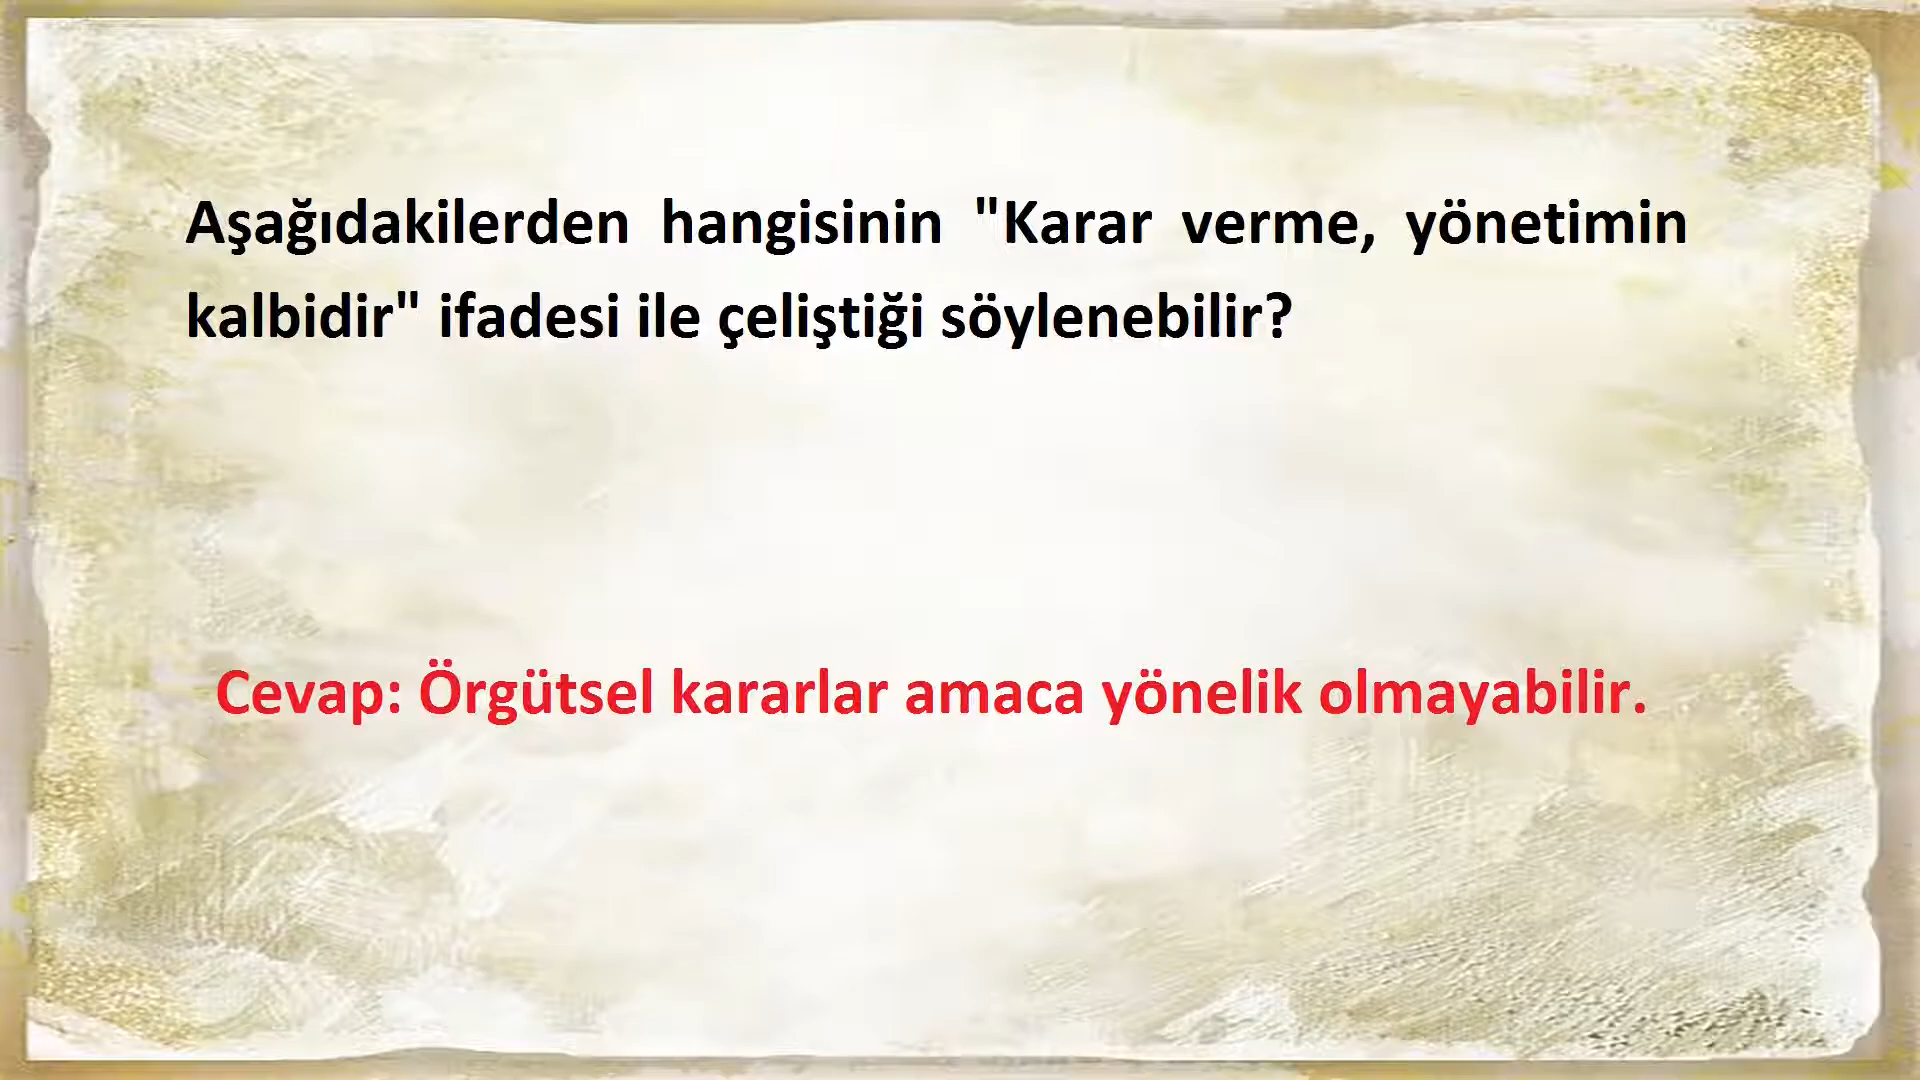 Aşağıdakilerden hangisinin "Karar verme, yönetimin
kalbidir" ifadesi ile çeliştiği söylenebilir?
Cevap: Örgütsel kararlar amaca yönelik olmayabilir.